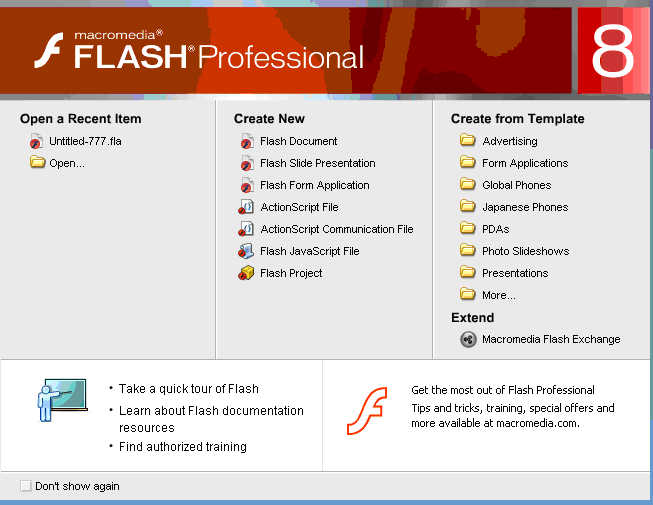 macromedia®
FLASH® Professional
8
Open a Recent Item
Untitled-777.fla
Open...
Create New
Flash Document
Flash Slide Presentation
Flash Form Application
ActionScript File
ActionScript Communication File
Flash JavaScript File
Flash Project
Create from Template
Advertising
Form Applications
Global Phones
Japanese Phones
PDAs
Photo Slideshows
Presentations
More...
Extend
Macromedia Flash Exchange
• Take a quick tour of Flash
• Learn about Flash documentation
resources
• Find authorized training
Get the most out of Flash Professional
Tips and tricks, training, special offers and
more available at macromedia.com.
Don't show again